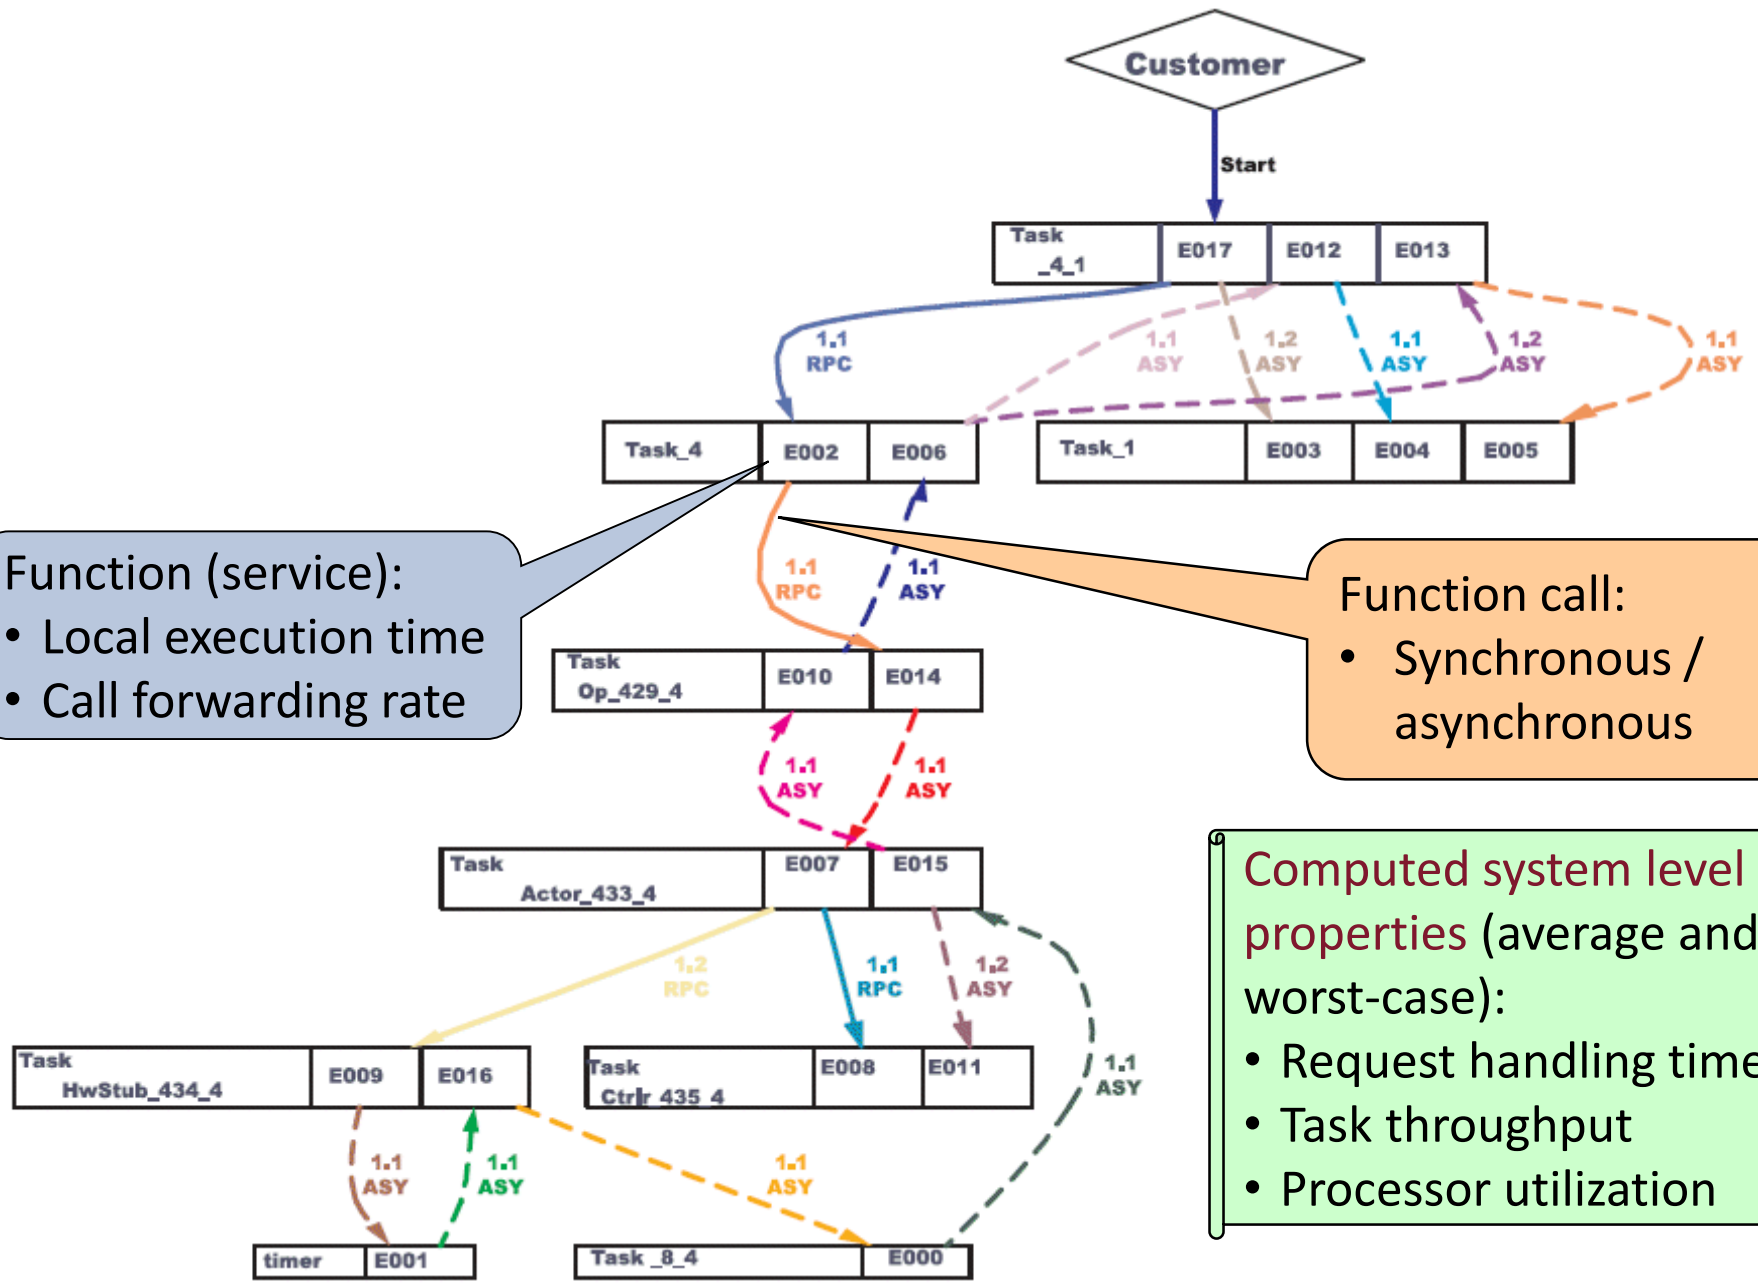 Customer
Start
Task
_4_1
E017
E012
E013
1.1
RPC
1.1
ASY
1.2
ASY
1.1
ASY
1.2
ASY
1.1
ASY
Task_4
E002
E006
Task_1
E003
E004
E005
Function (service):
• Local execution time
• Call forwarding rate
1.1
RPC
1.1
ASY
Function call:
• Synchronous /
asynchronous
Task
Op_429_4
E010
E014
1.1
ASY
1.1
ASY
Task
Actor_433_4
E007
E015
Computed system level
properties (average and
worst-case):
• Request handling time
• Task throughput
• Processor utilization
1.2
RPC
1.1
RPC
1.2
ASY
1.1
ASY
Task
HwStub_434_4
E009
E016
Task
Ctrlr_435_4
E008
E011
1.1
ASY
1.1
ASY
1.1
ASY
timer
E001
Task _8_4
E000